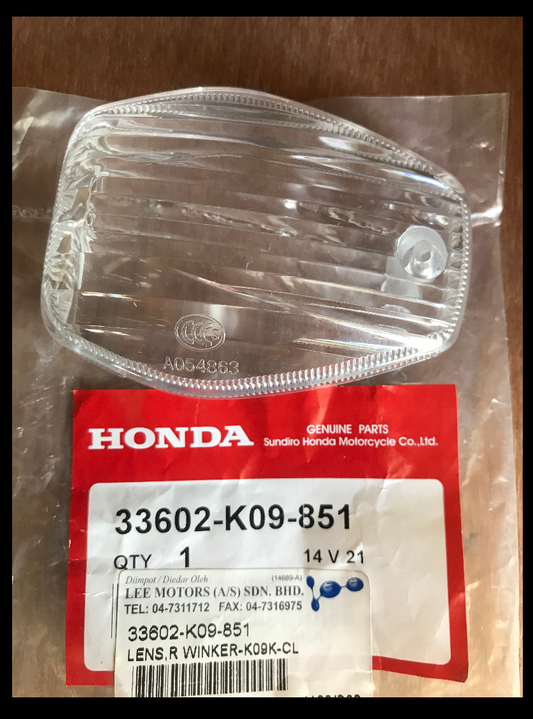 CCC
A054863
HONDA
GENUINE PARTS
Sundiro Honda Motorcycle Co.,Ltd.
33602-K09-851
QTY 1 14 V 21
Diimpot / Diedar Oleh (14669-A)
LEE MOTORS (A/S) SDN. BHD.
TEL: 04-7311712 FAX: 04-7316975
33602-K09-851
LENS,R WINKER-K09K-CL